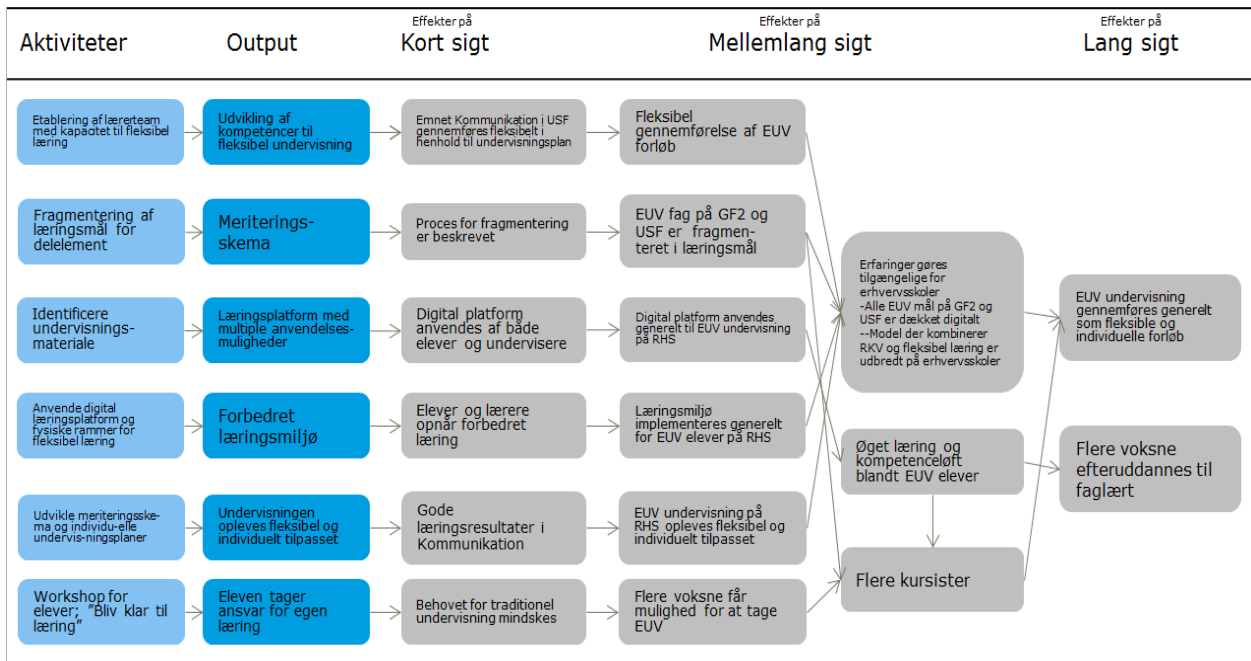 Effekter på
Effekter på
Effekter på
Aktiviteter
Output
Kort sigt
Mellemlang sigt
Lang sigt
Etablering af lærerteam
med kapacitet til fleksibel
læring
Udvikling af
kompetencer til
fleksibel undervisning
Emnet Kommunikation i USF
gennemføres fleksibelt i
henhold til undervisningsplan
Fleksibel
gennemførelse af EUV
forløb
Fragmentering af
læringsmål for
delelement
Meriterings-
skema
Proces for fragmentering
er beskrevet
EUV fag på GF2 og
USF er fragmen-
teret i læringsmål
Erfaringer gøres
tilgængelige for
erhvervsskoler
-Alle EUV mål på GF2 og
USF er dækket digitalt
--Model der kombinerer
RKV og fleksibel læring er
udbredt på erhvervsskoler
EUV undervisning
gennemføres generelt
som fleksible og
individuelle forløb
Identificere
undervisnings-
materiale
Læringsplatform med
multiple anvendelses-
muligheder
Digital platform
anvendes af både
elever og undervisere
Digital platform anvendes
generelt til EUV undervisning
på RHS
Anvende digital
læringsplatform og
fysiske rammer for
fleksibel læring
Forbedret
læringsmiljø
Elever og lærere
opnår forbedret
læring
Læringsmiljø
implementeres generelt
for EUV elever på RHS
Øget læring og
kompetenceløft
blandt EUV elever
Flere voksne
efteruddannes til
faglært
Udvikle meriteringsske-
ma og individu-elle
undervis-ningsplaner
Undervisningen
opleves fleksibel og
individuelt tilpasset
Gode
læringsresultater i
Kommunikation
EUV undervisning på
RHS opleves fleksibel og
individuelt tilpasset
Flere kursister
Workshop for
elever; ”Bliv klar til
læring”
Eleven tager
ansvar for egen
læring
Behovet for traditionel
undervisning mindskes
Flere voksne får
mulighed for at tage
EUV